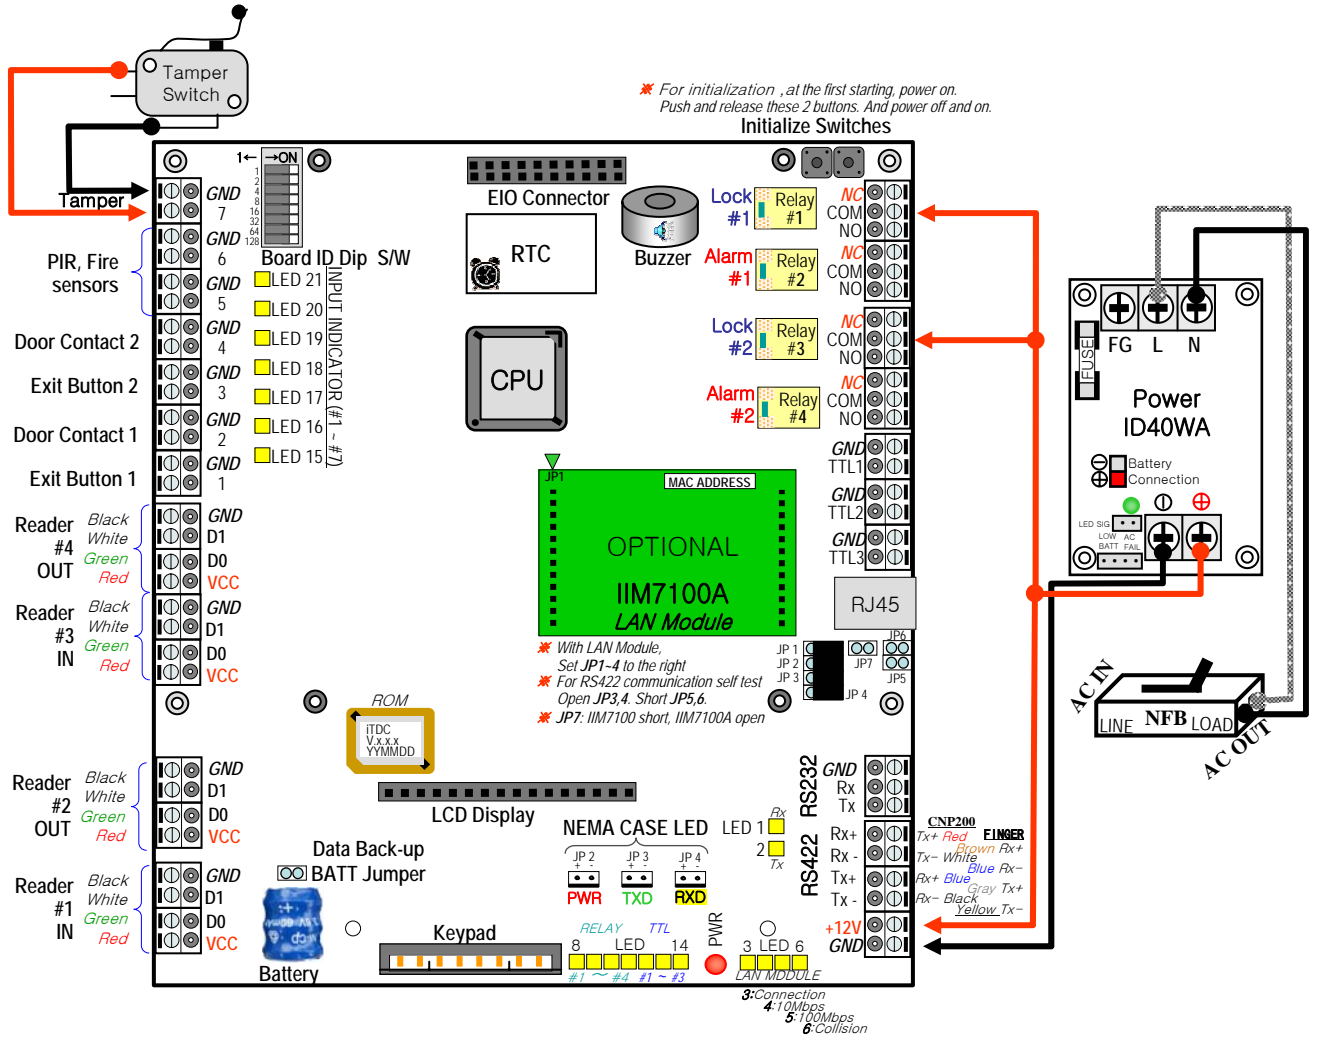 Tamper
Switch
※ For initialization , at the first starting, power on.
Push and release these 2 buttons. And power off and on.
Initialize Switches
Tamper
GND
7
GND
6
GND
5
GND
4
GND
3
GND
2
GND
1
PIR, Fire
sensors
Door Contact 2
Exit Button 2
Door Contact 1
Exit Button 1
1← →ON
1
2
4
8
16
32
64
128
Board ID Dip S/W
LED 21
LED 20
LED 19
LED 18
LED 17
LED 16
LED 15
INPUT INDICATOR (#1 ~ #7)
EIO Connector
RTC
Buzzer
CPU
Lock
#1
Relay
#1
NC
COM
NO
Alarm
#1
Relay
#2
NC
COM
NO
Lock
#2
Relay
#3
NC
COM
NO
Alarm
#2
Relay
#4
NC
COM
NO
GND
TTL1
GND
TTL2
GND
TTL3
RJ45
JP1
MAC ADDRESS
OPTIONAL
IIM7100A
LAN Module
※ With LAN Module,
Set JP1~4 to the right
※ For RS422 communication self test
Open JP3,4. Short JP5,6.
※ JP7: IIM7100 short, IIM7100A open
JP 1
JP 2
JP 3
JP 4
JP7
JP6
JP5
Reader
#4
OUT
Black
White
Green
Red
GND
D1
D0
VCC
Reader
#3
IN
Black
White
Green
Red
GND
D1
D0
VCC
Reader
#2
OUT
Black
White
Green
Red
GND
D1
D0
VCC
Reader
#1
IN
Black
White
Green
Red
GND
D1
D0
VCC
ROM
iTDC
V.x.x.x
YYMMDD
LCD Display
NEMA CASE LED
JP 2
+ -
PWR
JP 3
+ -
TXD
JP 4
+ -
RXD
Rx
LED 1
2
Tx
Data Back-up
BATT Jumper
Battery
Keypad
RELAY TTL
8 LED 14
#1 ~ #4 #1 ~ #3
PWR
3 LED 6
LAN MODULE
3:Connection
4:10Mbps
5:100Mbps
6:Collision
RS232
GND
Rx
Tx
RS422
Rx+
Rx -
Tx+
Tx -
+12V
GND
CNP200
FINGER
Tx+ Red
Brown Rx+
Tx- White
Blue Rx-
Rx+ Blue
Gray Tx+
Rx- Black
Yellow Tx-
FG L N
FUSE
Power
ID40WA
Battery
Connection
LED SIG
LOW AC
BATT FAIL
AC IN
LINE
NFB
LOAD
AC OUT